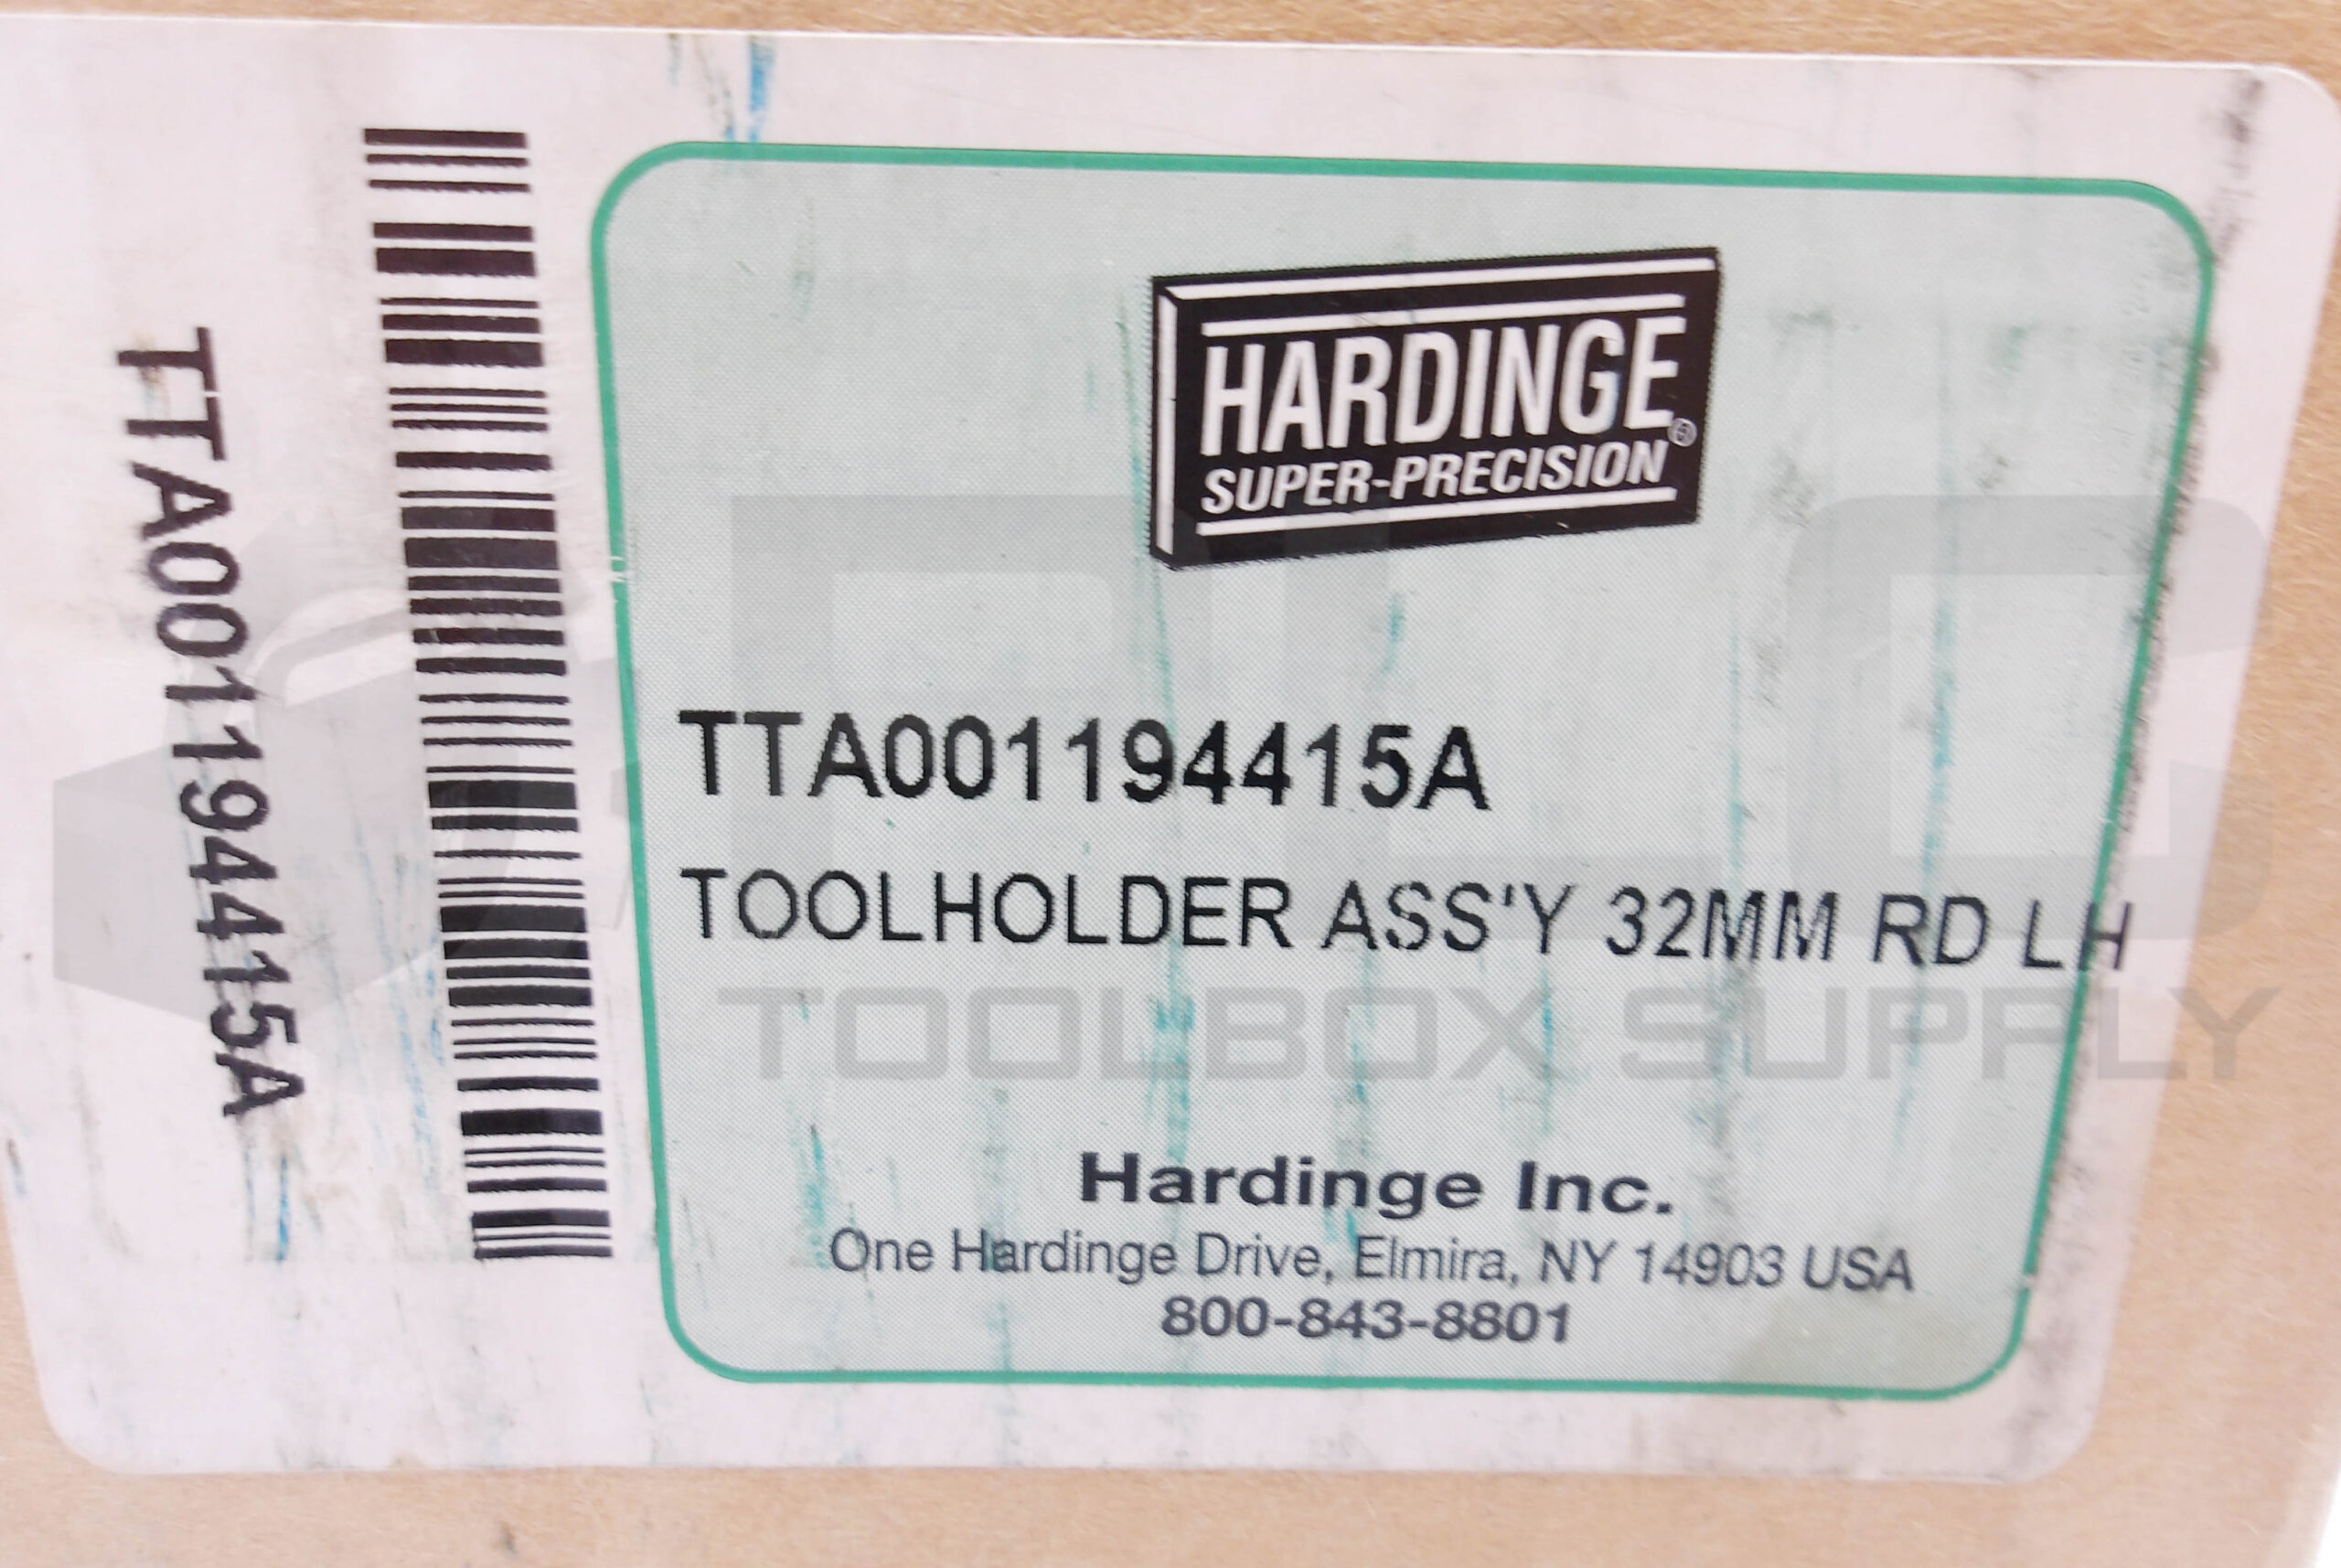 TTA001194415A
HARDINGE®
SUPER-PRECISION
TTA001194415A
TOOLHOLDER ASS'Y 32MM RD LH
PLC
TOOLBOX SUPPLY
Hardinge Inc.
One Hardinge Drive, Elmira, NY 14903 USA
800-843-8801